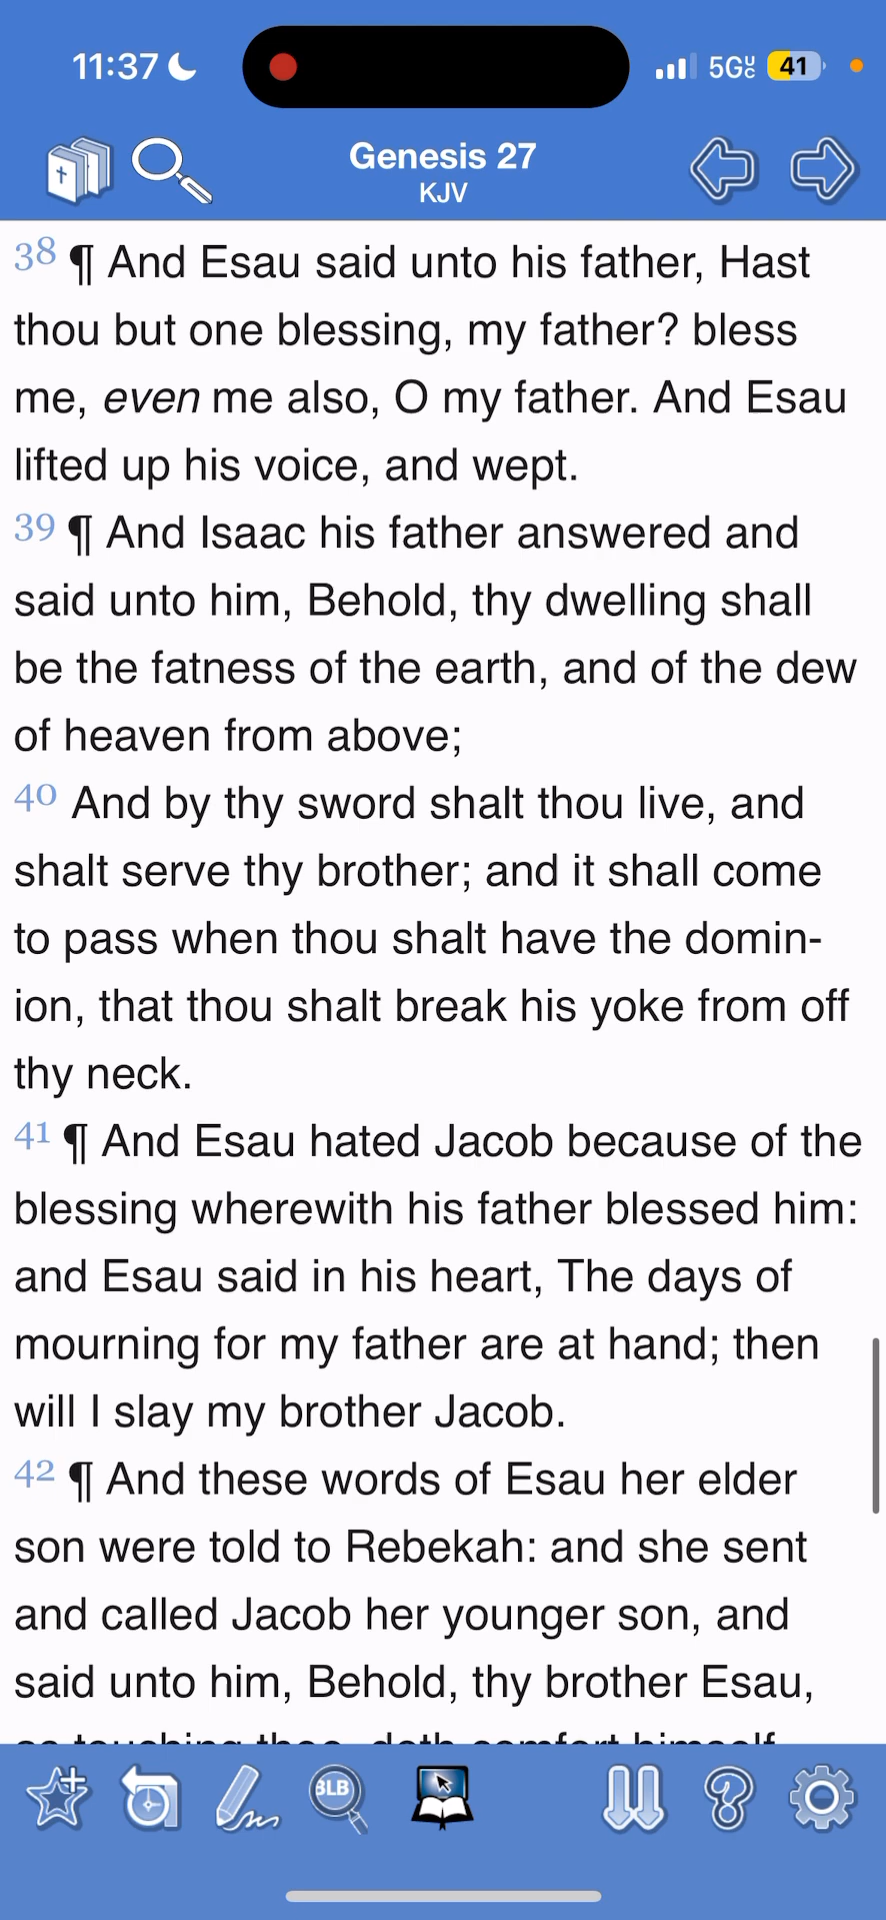 11:37
5G UC 41
Genesis 27
KJV
38 ¶ And Esau said unto his father, Hast
thou but one blessing, my father? bless
me, even me also, O my father. And Esau
lifted up his voice, and wept.
39 ¶ And Isaac his father answered and
said unto him, Behold, thy dwelling shall
be the fatness of the earth, and of the dew
of heaven from above;
40 And by thy sword shalt thou live, and
shalt serve thy brother; and it shall come
to pass when thou shalt have the domin-
ion, that thou shalt break his yoke from off
thy neck.
41 ¶ And Esau hated Jacob because of the
blessing wherewith his father blessed him:
and Esau said in his heart, The days of
mourning for my father are at hand; then
will I slay my brother Jacob.
42 ¶ And these words of Esau her elder
son were told to Rebekah: and she sent
and called Jacob her younger son, and
said unto him, Behold, thy brother Esau,
as touching thee, doth comfort himself
BLB